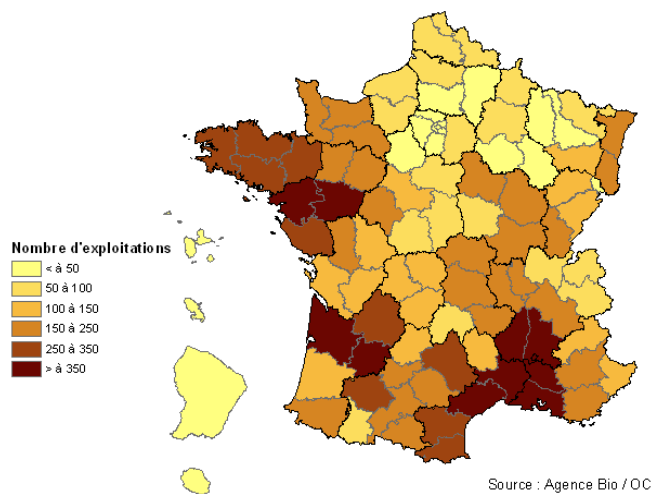 Nombre d'exploitations
< à 50
50 à 100
100 à 150
150 à 250
250 à 350
> à 350
Source : Agence Bio / OC